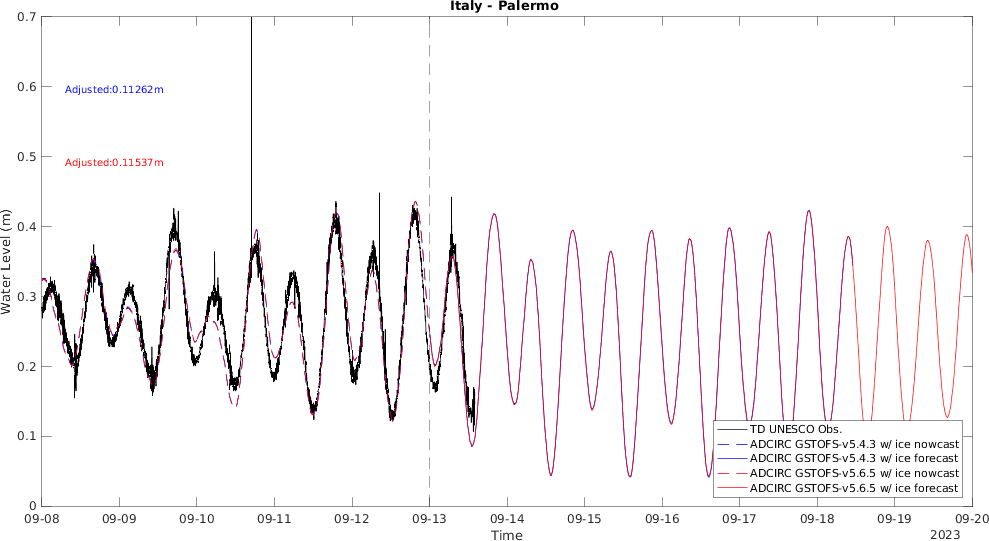 Italy - Palermo
0.7
0.6
0.5
0.4
0.3
0.2
0.1
0
Water Level (m)
Adjusted:0.11262m
Adjusted:0.11537m
TD UNESCO Obs.
ADCIRC GSTOFS-v5.4.3 w/ ice nowcast
ADCIRC GSTOFS-v5.4.3 w/ ice forecast
ADCIRC GSTOFS-v5.6.5 w/ ice nowcast
ADCIRC GSTOFS-v5.6.5 w/ ice forecast
09-08 09-09 09-10 09-11 09-12 09-13 09-14 09-15 09-16 09-17 09-18 09-19 09-20
Time
2023